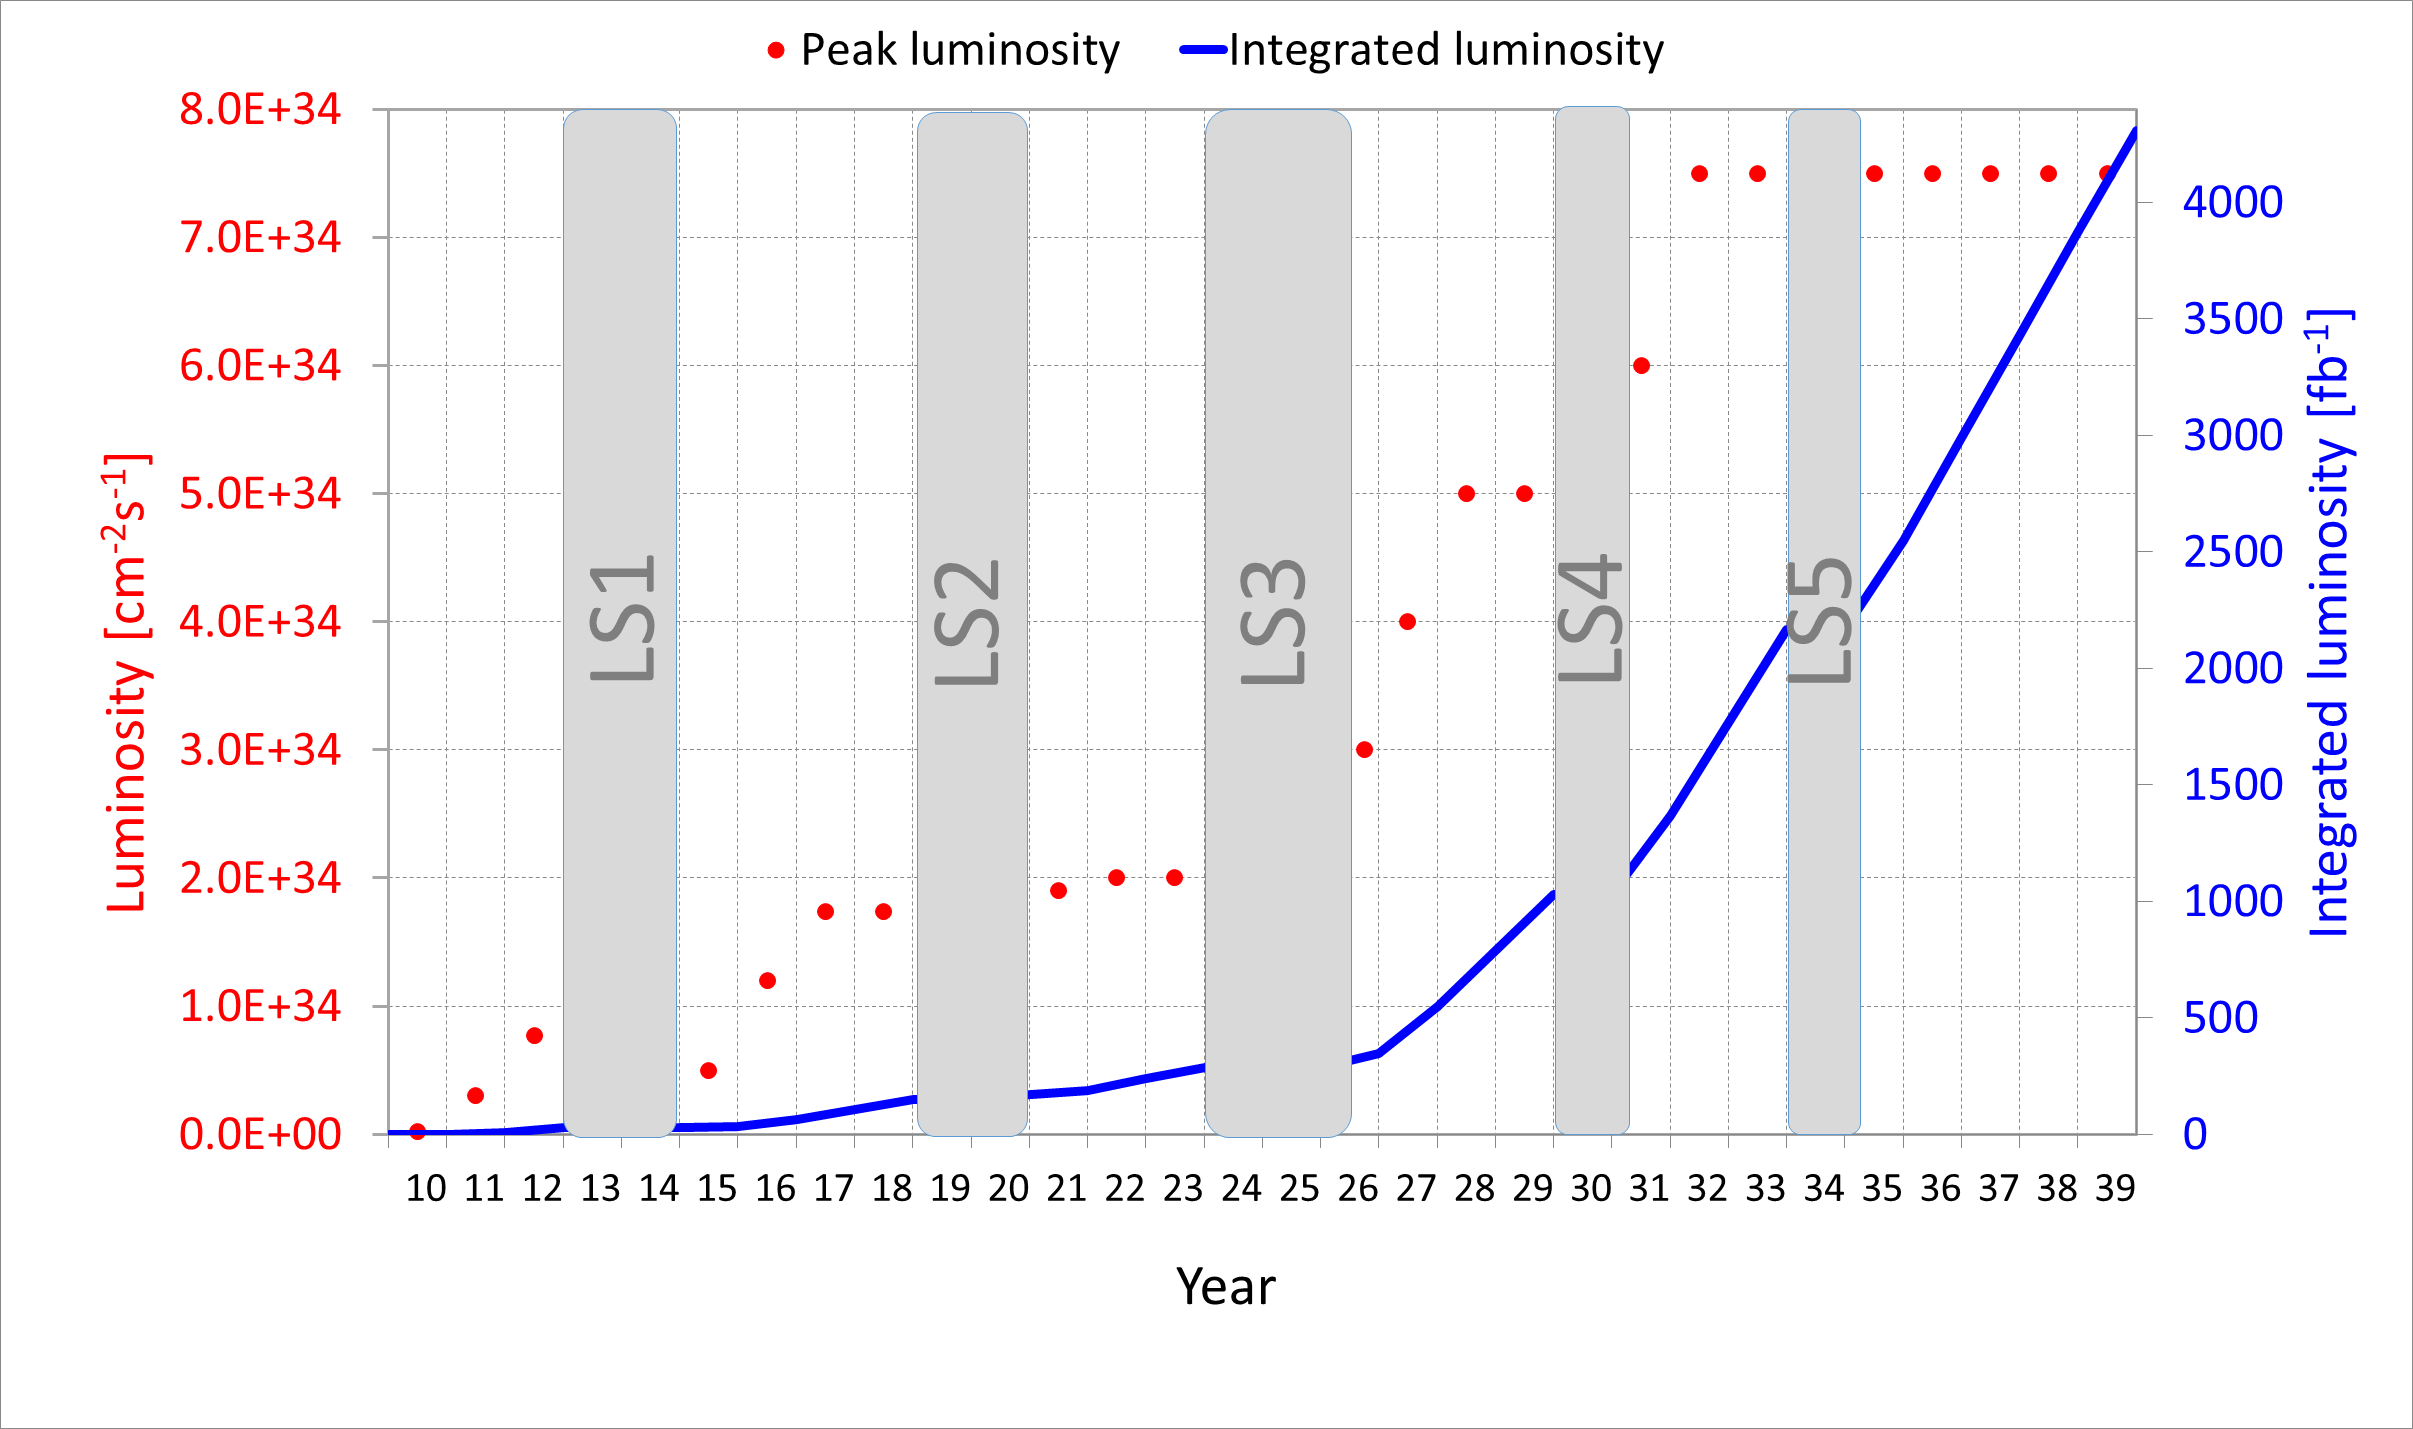 Peak luminosity Integrated luminosity
8.0E+34
7.0E+34
6.0E+34
5.0E+34
4.0E+34
3.0E+34
2.0E+34
1.0E+34
0.0E+00
Luminosity [cm⁻²s⁻¹]
LS1
LS2
LS3
LS4
LS5
4000
3500
3000
2500
2000
1500
1000
500
0
Integrated luminosity [fb⁻¹]
10 11 12 13 14 15 16 17 18 19 20 21 22 23 24 25 26 27 28 29 30 31 32 33 34 35 36 37 38 39
Year